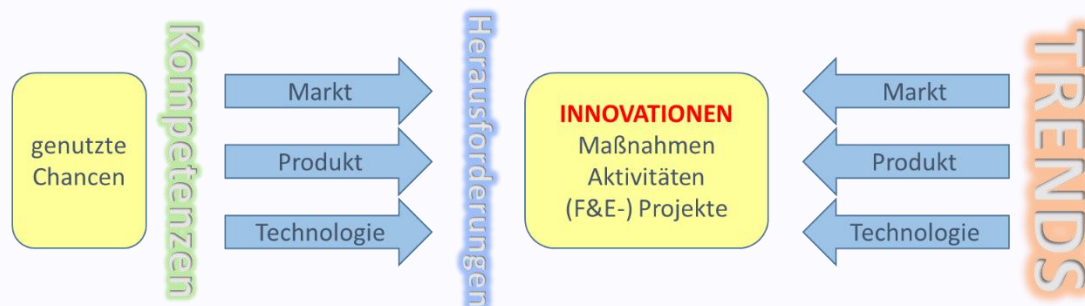 genutzte
Chancen
Kompetenzen
Markt
Produkt
Technologie
Herausforderungen
INNOVATIONEN
Maßnahmen
Aktivitäten
(F&E-) Projekte
Markt
Produkt
Technologie
TRENDS